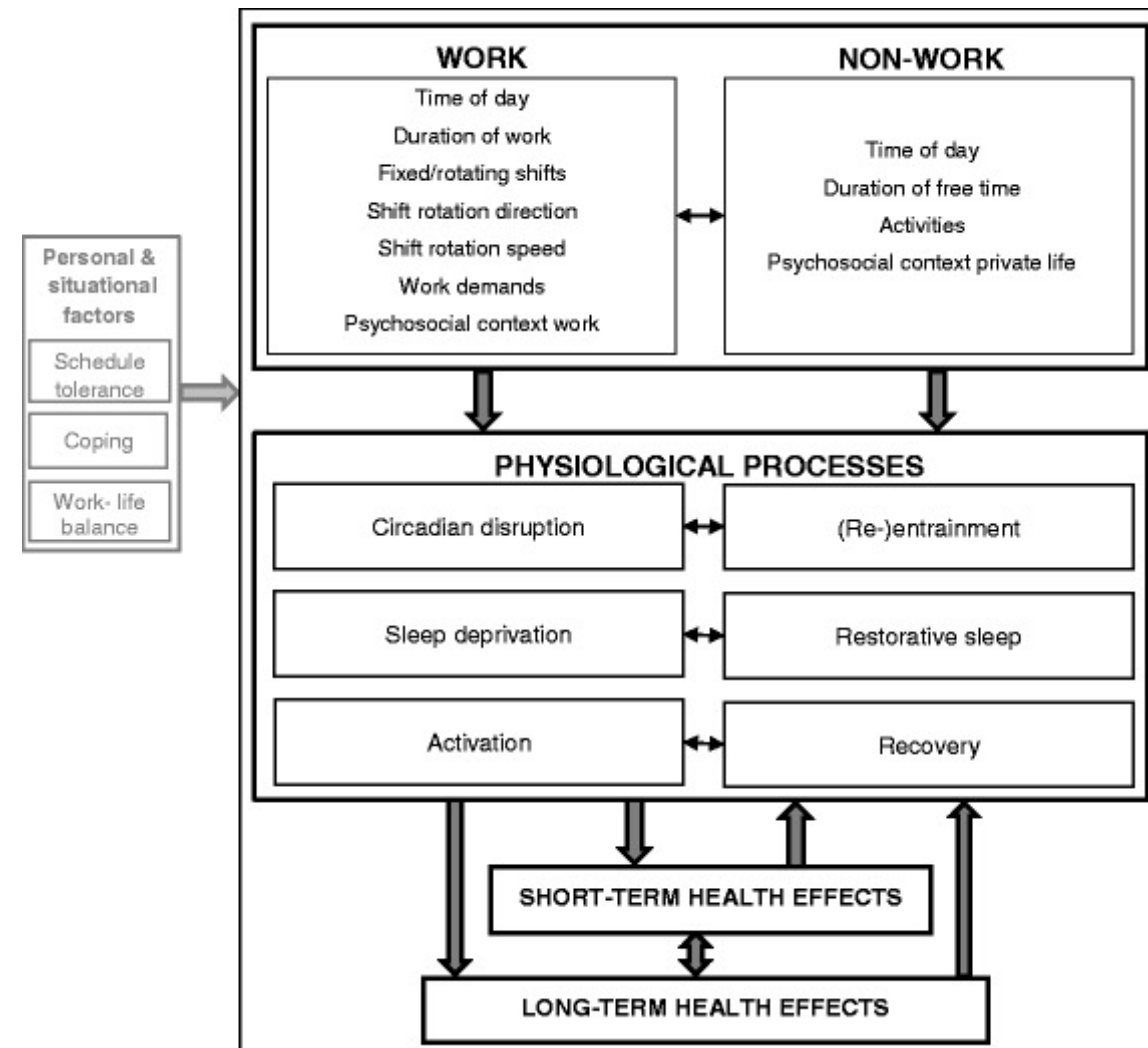 WORK
Time of day
Duration of work
Fixed/rotating shifts
Shift rotation direction
Shift rotation speed
Work demands
Psychosocial context work
NON-WORK
Time of day
Duration of free time
Activities
Psychosocial context private life
Personal &
situational
factors
Schedule
tolerance
Coping
Work- life
balance
PHYSIOLOGICAL PROCESSES
Circadian disruption
(Re-)entrainment
Sleep deprivation
Restorative sleep
Activation
Recovery
SHORT-TERM HEALTH EFFECTS
LONG-TERM HEALTH EFFECTS